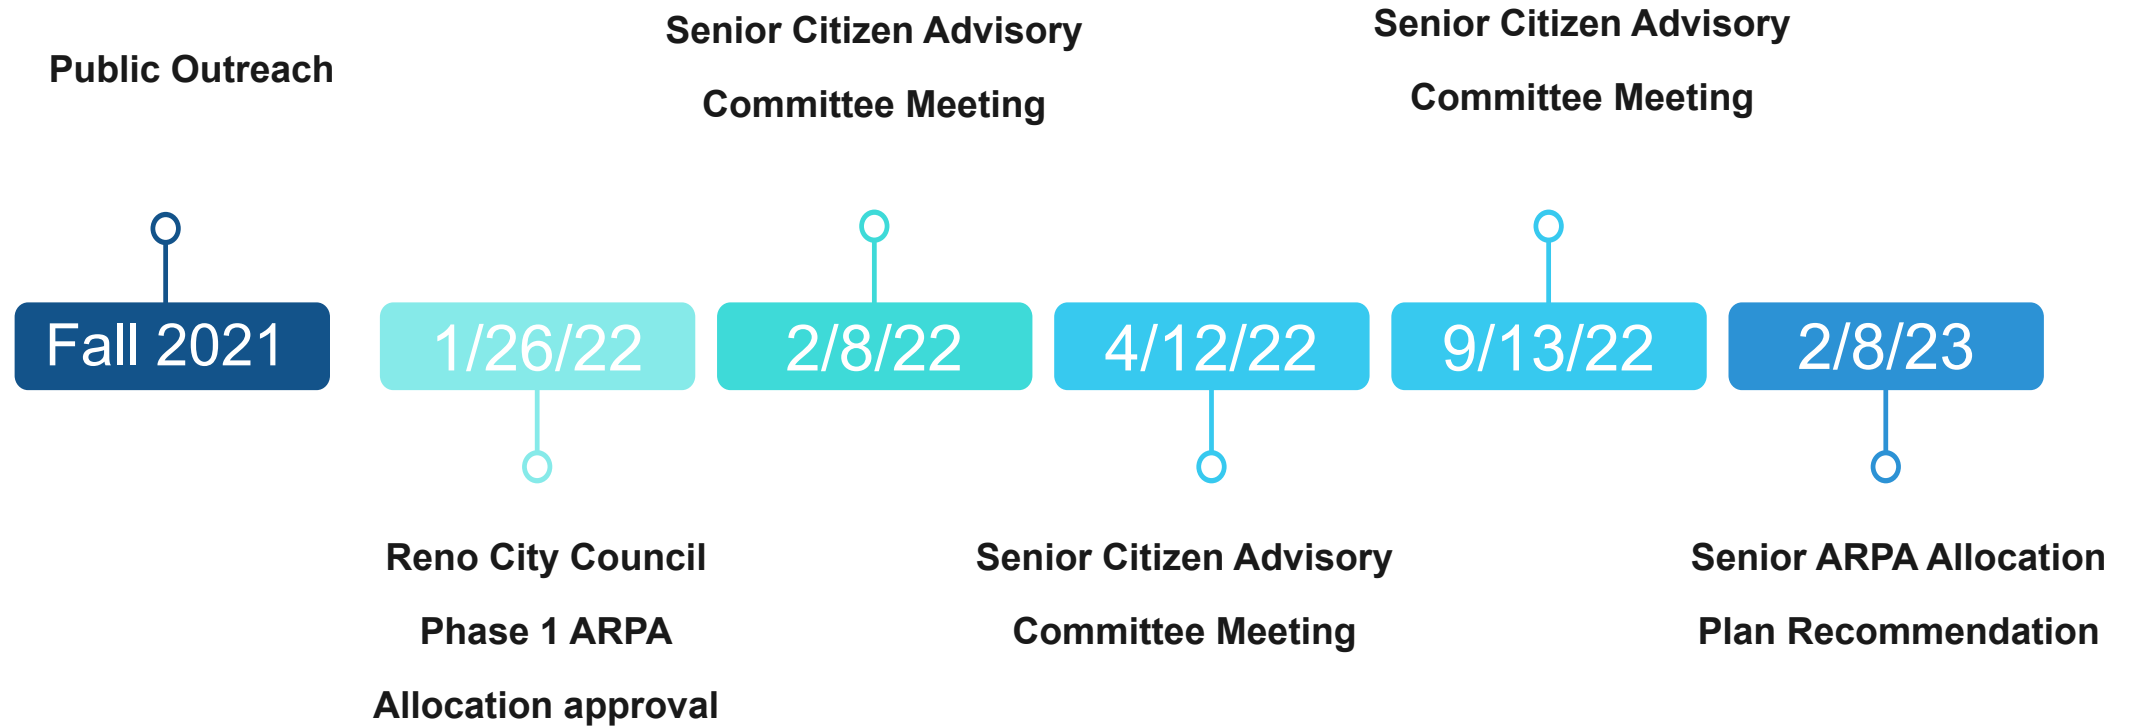 Public Outreach
Senior Citizen Advisory
Committee Meeting
Senior Citizen Advisory
Committee Meeting
Fall 2021
1/26/22
2/8/22
4/12/22
9/13/22
2/8/23
Reno City Council
Phase 1 ARPA
Allocation approval
Senior Citizen Advisory
Committee Meeting
Senior ARPA Allocation
Plan Recommendation